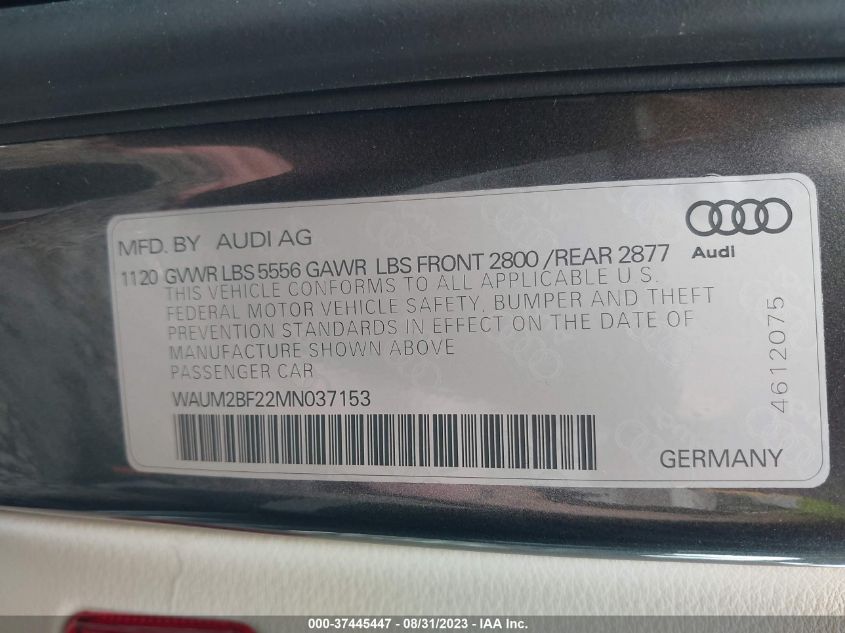 MFD. BY AUDI AG
Audi
1120 GVWR LBS 5556 GAWR LBS FRONT 2800 /REAR 2877
THIS VEHICLE CONFORMS TO ALL APPLICABLE U S.
FEDERAL MOTOR VEHICLE SAFETY, BUMPER AND THEFT
PREVENTION STANDARDS IN EFFECT ON THE DATE OF
MANUFACTURE SHOWN ABOVE
PASSENGER CAR
WAUM2BF22MN037153
GERMANY
4612075
000-37445447 - 08/31/2023 - IAA Inc.